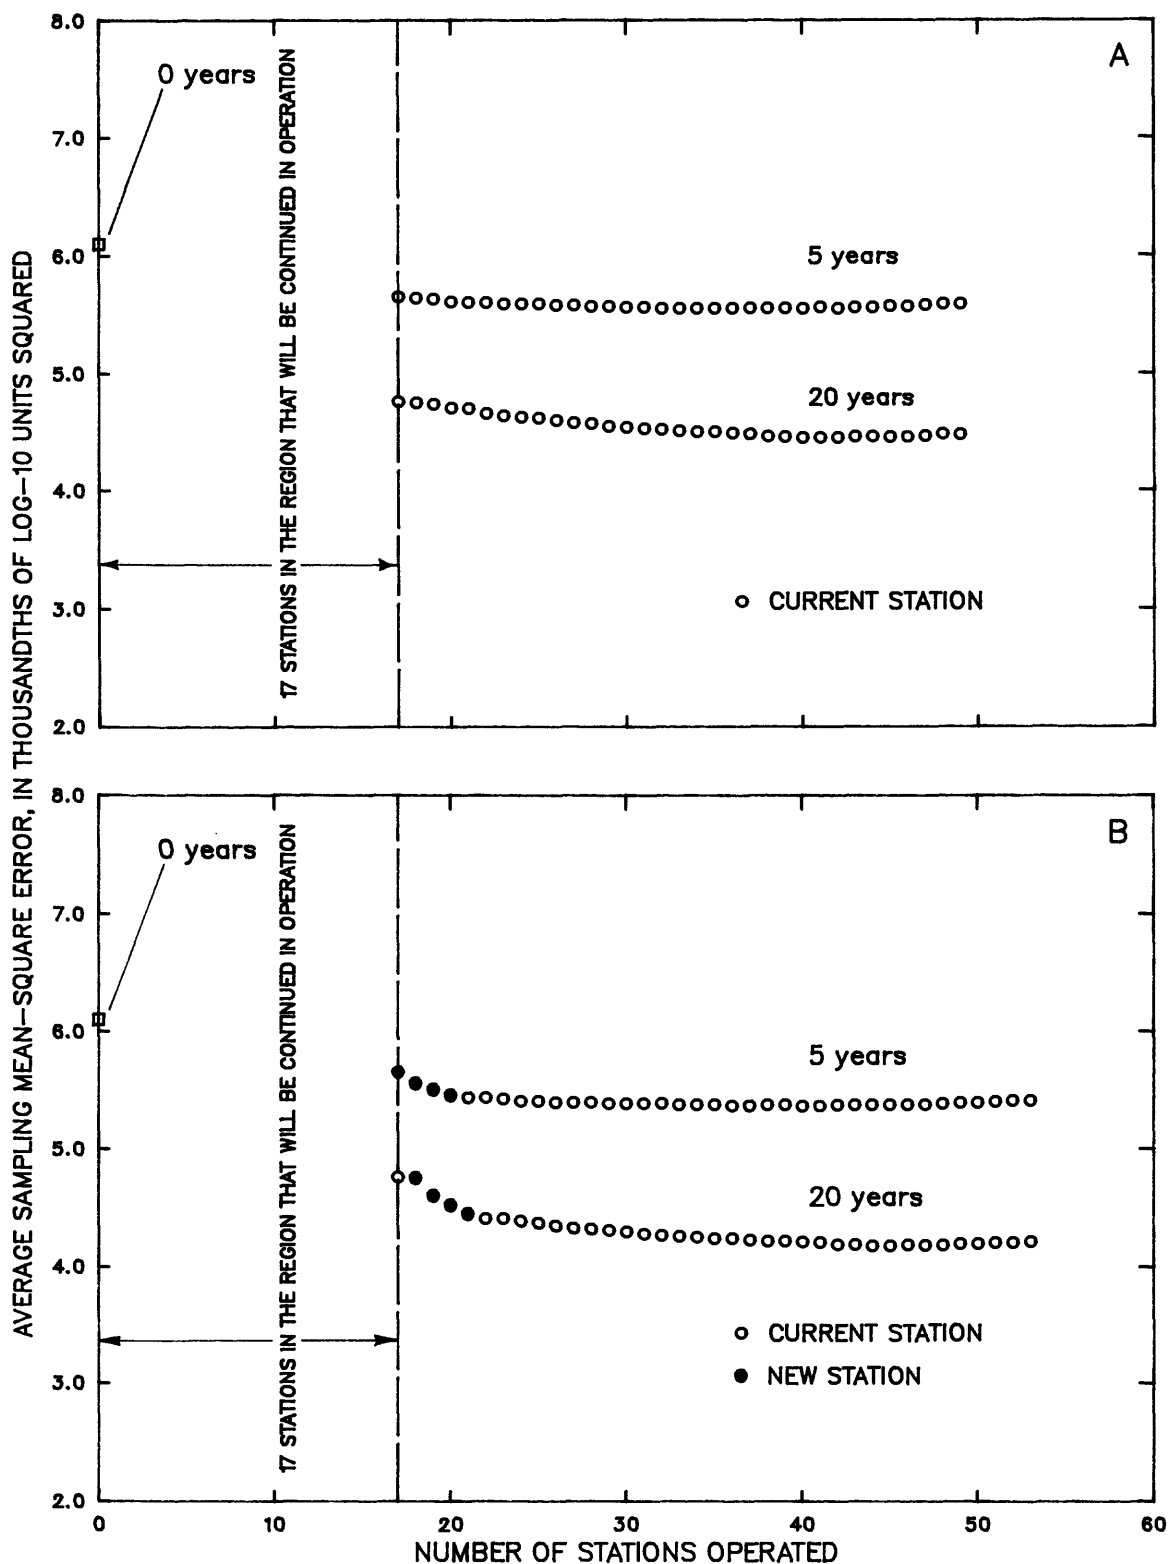 AVERAGE SAMPLING MEAN-SQUARE ERROR, IN THOUSANDTHS OF LOG-10 UNITS SQUARED
8.0
7.0
6.0
5.0
4.0
3.0
2.0
A
0 years
17 STATIONS IN THE REGION THAT WILL BE CONTINUED IN OPERATION
5 years
20 years
CURRENT STATION
8.0
7.0
6.0
5.0
4.0
3.0
2.0
B
0 years
17 STATIONS IN THE REGION THAT WILL BE CONTINUED IN OPERATION
5 years
20 years
CURRENT STATION
NEW STATION
0 10 20 30 40 50 60
NUMBER OF STATIONS OPERATED